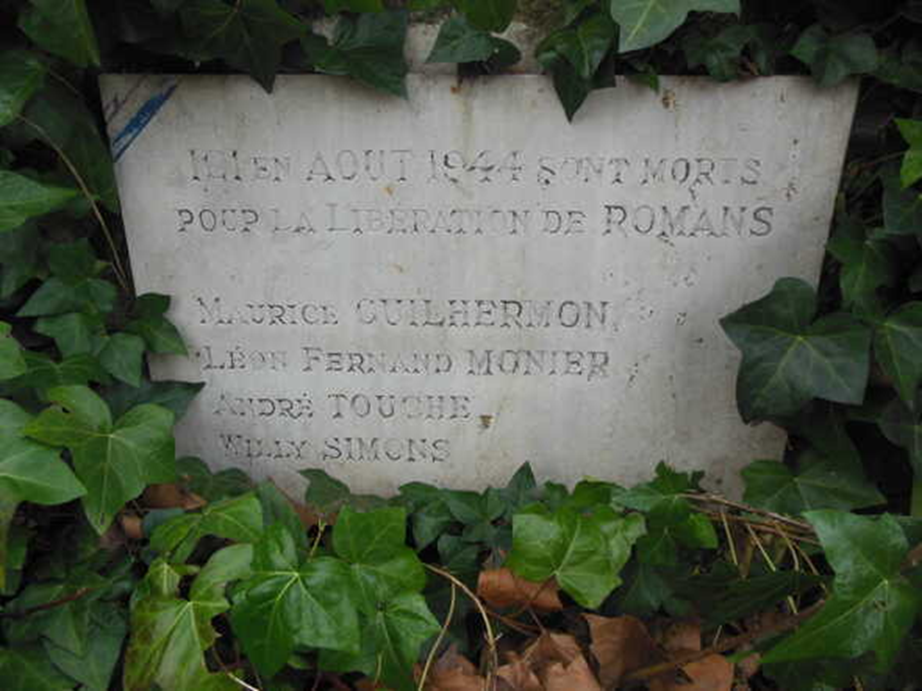 ICI EN AOUT 1944 SONT MORTS
POUR LA LIBÉRATION DE ROMANS
MAURICE GUILHERMON
LÉON FERNAND MONIER
ANDRÉ TOUCHE
WILLY SIMONS